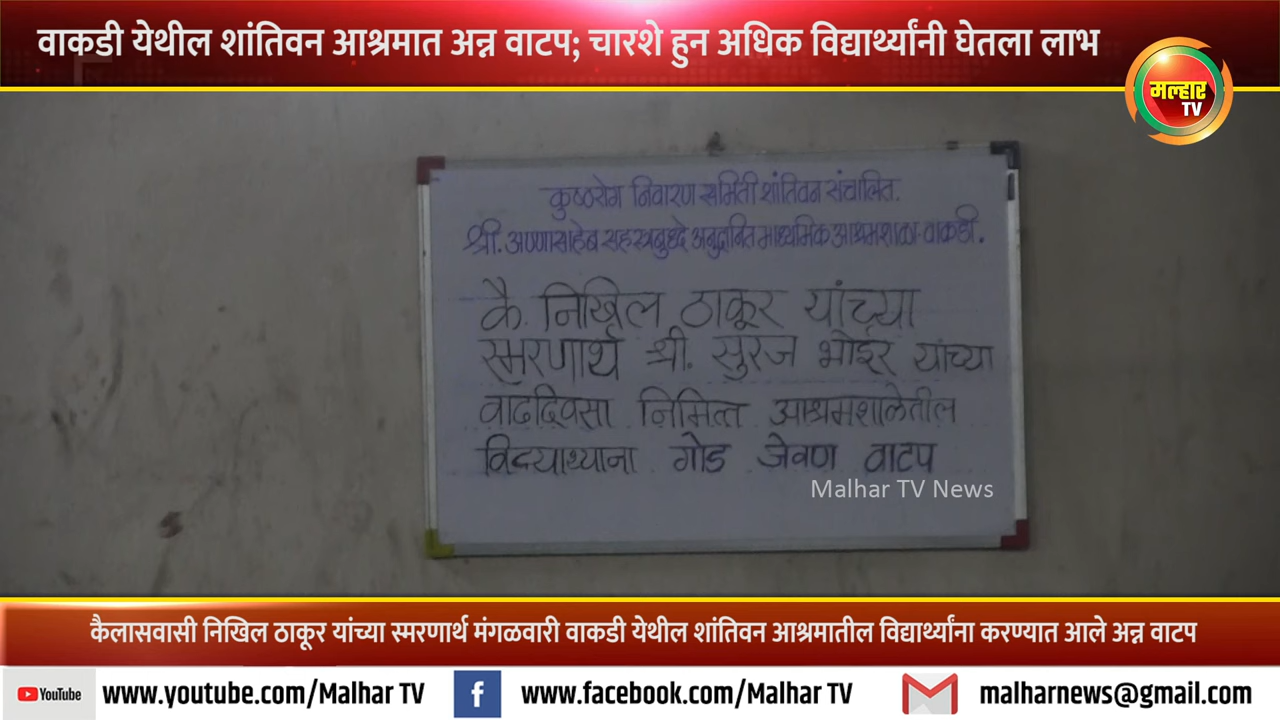 वाकडी येथील शांतिवन आश्रमात अन्न वाटप; चारशे हुन अधिक विद्यार्थ्यांनी घेतला लाभ
मल्हार
TV
कुष्ठरोग निवारण समिती शांतिवन संचालित.
श्री. अण्णासाहेब सहस्रबुध्दे अनुदानित माध्यमिक आश्रमशाळा-वाकडी.
कै. निखिल ठाकूर यांच्या
स्मरणार्थ श्री. सुरज भोईर यांच्या
वाढदिवसा निमित्त आश्रमशालेतील
विद्याथ्याना गोड जेवण वाटप
Malhar TV News
कैलासवासी निखिल ठाकूर यांच्या स्मरणार्थ मंगळवारी वाकडी येथील शांतिवन आश्रमातील विद्यार्थ्यांना करण्यात आले अन्न वाटप
YouTube www.youtube.com/Malhar TV f www.facebook.com/Malhar TV malharnews@gmail.com